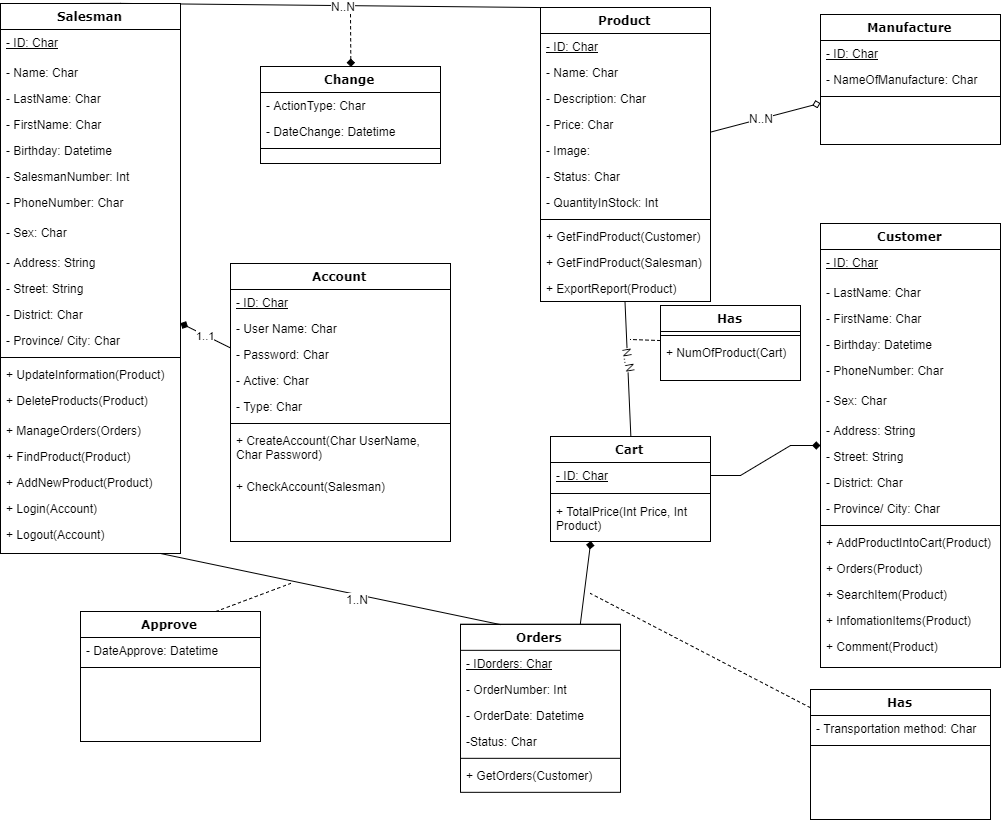 Salesman
- ID: Char
- Name: Char
- LastName: Char
- FirstName: Char
- Birthday: Datetime
- SalesmanNumber: Int
- PhoneNumber: Char
- Sex: Char
- Address: String
- Street: String
- District: Char
- Province/ City: Char
+ UpdateInformation(Product)
+ DeleteProducts(Product)
+ ManageOrders(Orders)
+ FindProduct(Product)
+ AddNewProduct(Product)
+ Login(Account)
+ Logout(Account)
N..N
Change
- ActionType: Char
- DateChange: Datetime
Product
- ID: Char
- Name: Char
- Description: Char
- Price: Char
- Image:
- Status: Char
- QuantityInStock: Int
+ GetFindProduct(Customer)
+ GetFindProduct(Salesman)
+ ExportReport(Product)
N..N
Manufacture
- ID: Char
- NameOfManufacture: Char
1..1
Account
- ID: Char
- User Name: Char
- Password: Char
- Active: Char
- Type: Char
+ CreateAccount(Char UserName,
Char Password)
+ CheckAccount(Salesman)
N..N
Has
+ NumOfProduct(Cart)
Customer
- ID: Char
- LastName: Char
- FirstName: Char
- Birthday: Datetime
- PhoneNumber: Char
- Sex: Char
- Address: String
- Street: String
- District: Char
- Province/ City: Char
+ AddProductIntoCart(Product)
+ Orders(Product)
+ SearchItem(Product)
+ InfomationItems(Product)
+ Comment(Product)
Cart
- ID: Char
+ TotalPrice(Int Price, Int
Product)
1..N
Approve
- DateApprove: Datetime
Orders
- IDorders: Char
- OrderNumber: Int
- OrderDate: Datetime
-Status: Char
+ GetOrders(Customer)
Has
- Transportation method: Char